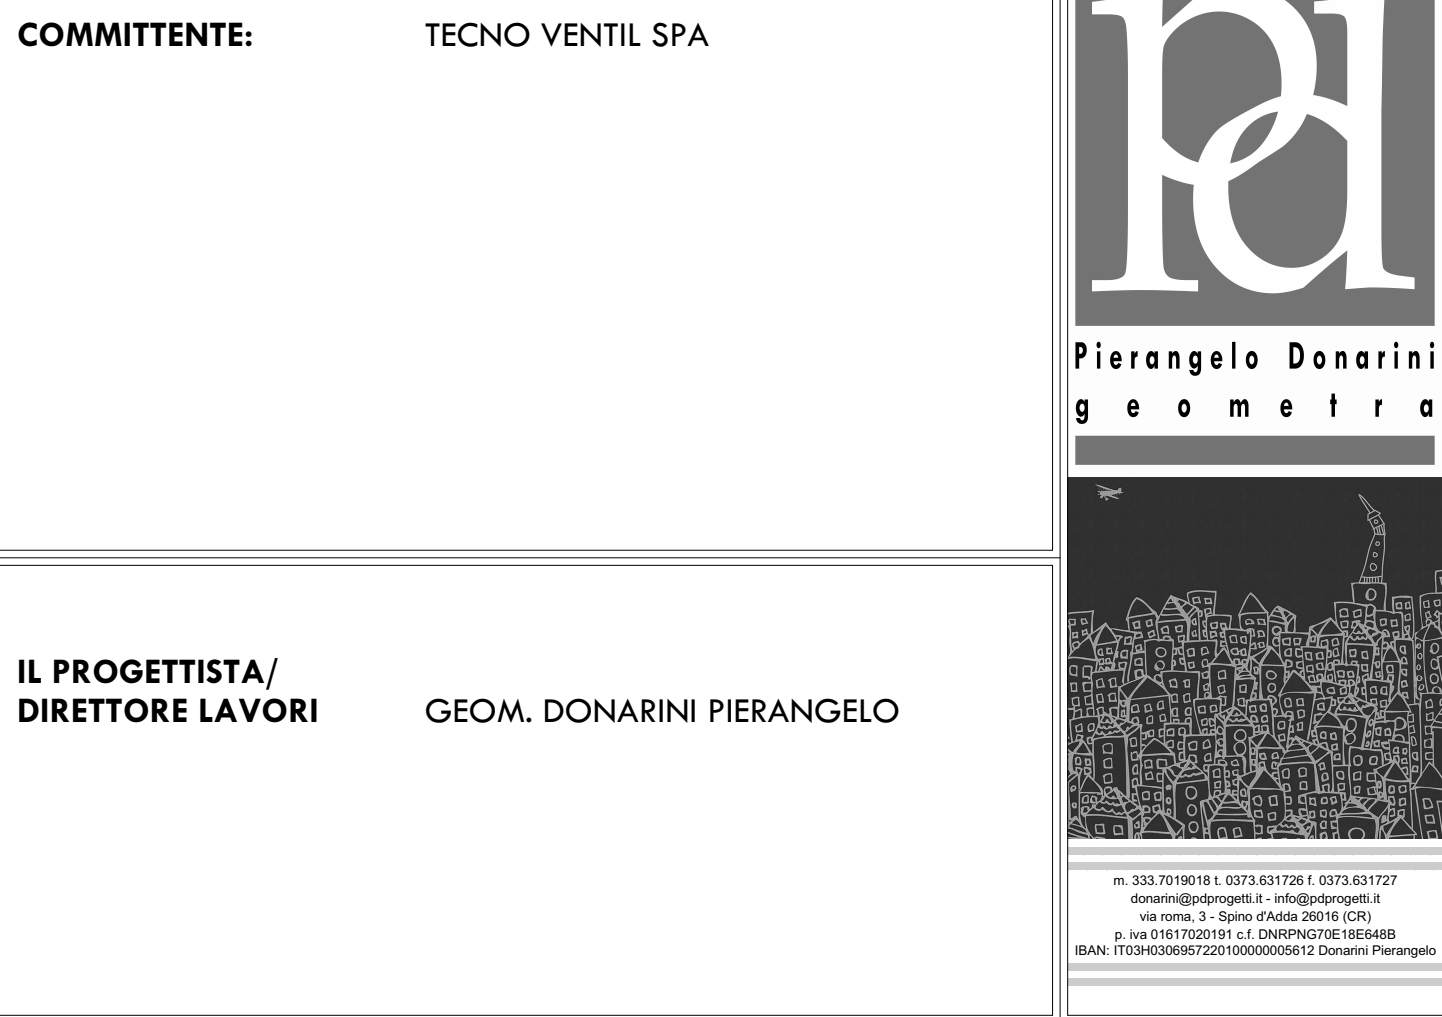 COMMITTENTE: TECNO VENTIL SPA
IL PROGETTISTA/
DIRETTORE LAVORI GEOM. DONARINI PIERANGELO
pd
Pierangelo Donarini
geometra
m. 333.7019018 t. 0373.631726 f. 0373.631727
donarini@pdprogetti.it - info@pdprogetti.it
via roma, 3 - Spino d'Adda 26016 (CR)
p. iva 01617020191 c.f. DNRPNG70E18E648B
IBAN: IT03H0306957220100000005612 Donarini Pierangelo